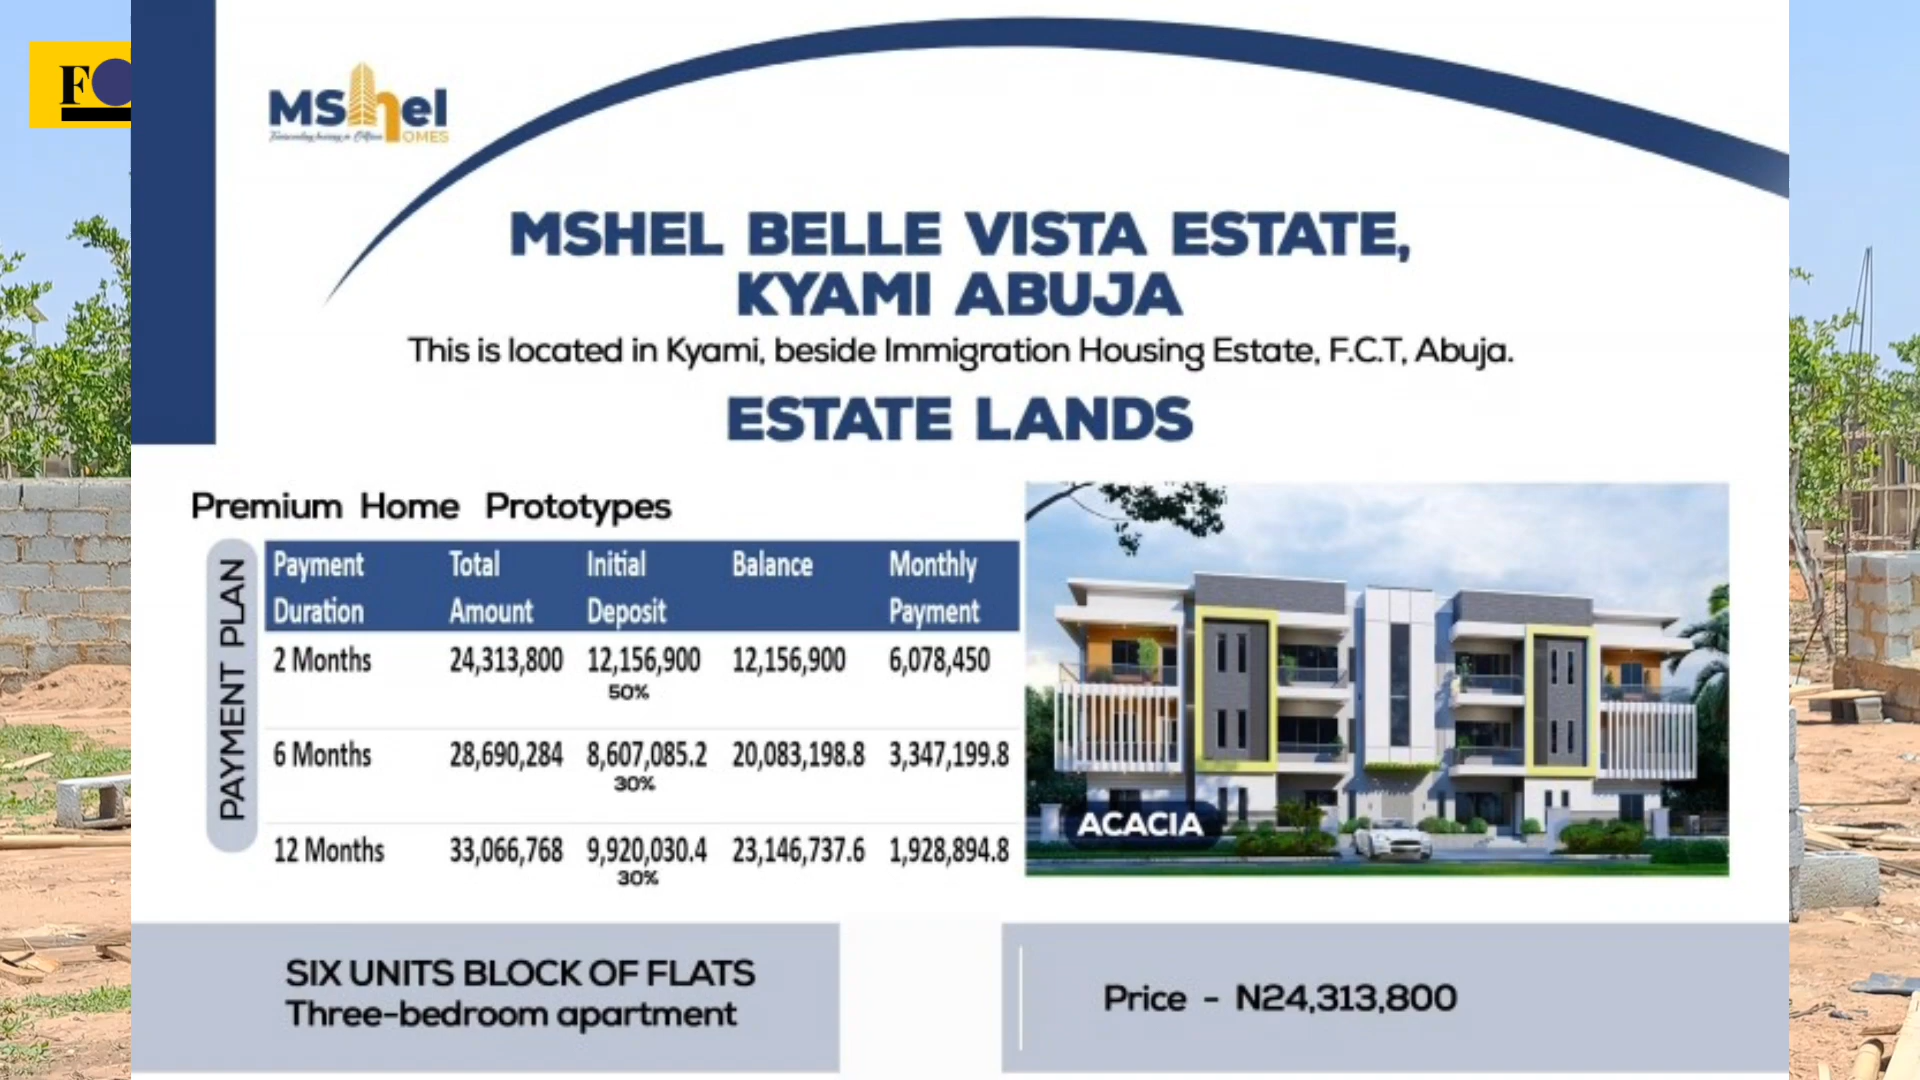 F
MShel
OMES
MSHEL BELLE VISTA ESTATE,
KYAMI ABUJA
This is located in Kyami, beside Immigration Housing Estate, F.C.T, Abuja.
ESTATE LANDS
Premium Home Prototypes
PAYMENT PLAN
Payment Duration Total Amount Initial Deposit Balance Monthly Payment
2 Months 24,313,800 12,156,900 12,156,900 6,078,450
50%
6 Months 28,690,284 8,607,085.2 20,083,198.8 3,347,199.8
30%
12 Months 33,066,768 9,920,030.4 23,146,737.6 1,928,894.8
30%
ACACIA
SIX UNITS BLOCK OF FLATS
Three-bedroom apartment
Price - N24,313,800